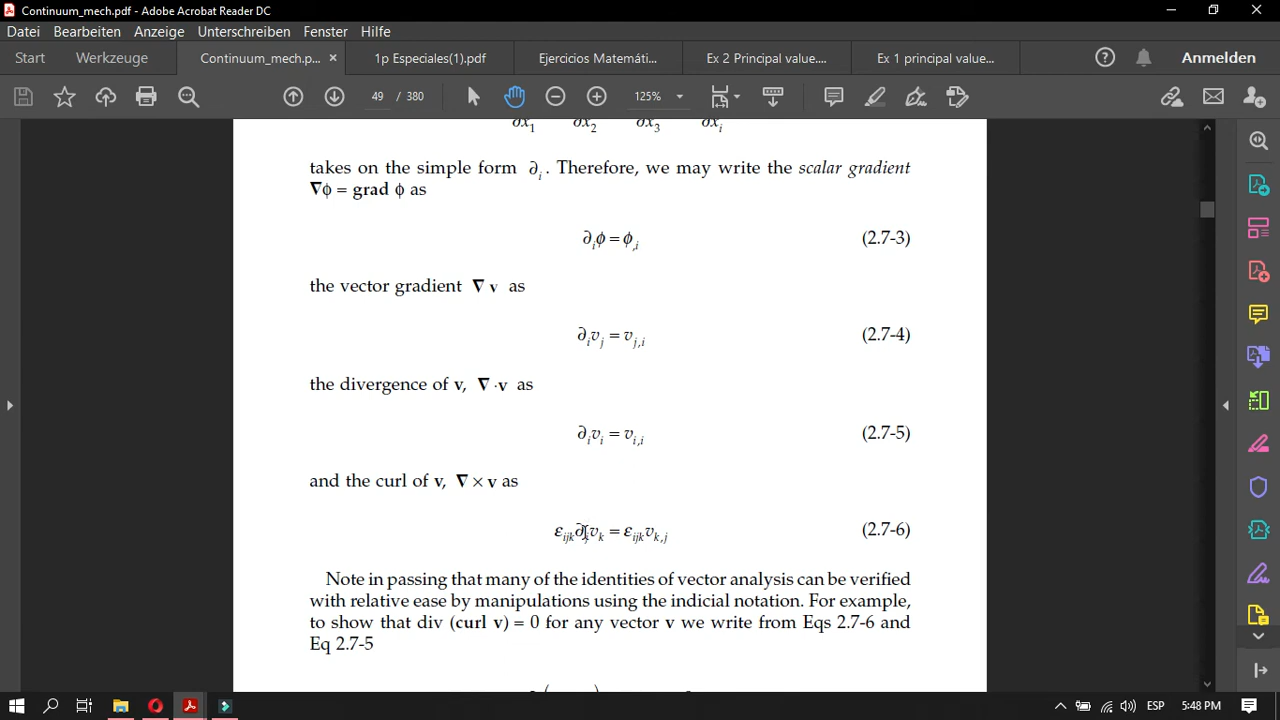 Continuum_mech.pdf - Adobe Acrobat Reader DC
Datei Bearbeiten Anzeige Unterschreiben Fenster Hilfe
Start Werkzeuge Continuum_mech.p... × 1p Especiales(1).pdf Ejercicios Matemáti... Ex 2 Principal value.... Ex 1 principal value... Anmelden
49 / 380 125%
∂x₁ ∂x₂ ∂x₃ ∂xᵢ
takes on the simple form ∂ᵢ. Therefore, we may write the scalar gradient
∇ϕ = grad ϕ as
∂ᵢϕ = ϕ,ᵢ (2.7-3)
the vector gradient ∇ v as
∂ᵢvⱼ = vⱼ,ᵢ (2.7-4)
the divergence of v, ∇ ·v as
∂ᵢvᵢ = vᵢ,ᵢ (2.7-5)
and the curl of v, ∇ × v as
εᵢⱼₖ∂ⱼvₖ = εᵢⱼₖvₖ,ⱼ (2.7-6)
Note in passing that many of the identities of vector analysis can be verified
with relative ease by manipulations using the indicial notation. For example,
to show that div (curl v) = 0 for any vector v we write from Eqs 2.7-6 and
Eq 2.7-5
ESP 5:48 PM